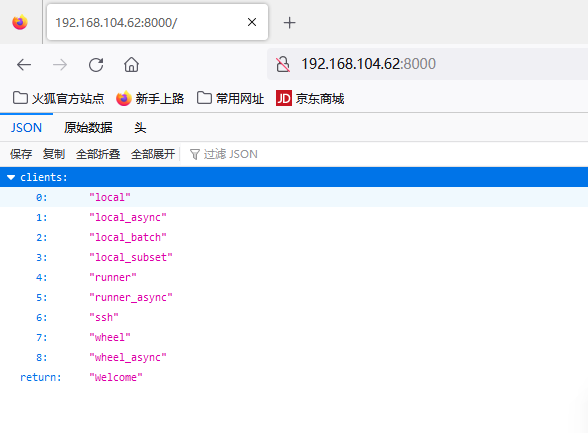 192.168.104.62:8000/
192.168.104.62:8000
火狐官方站点 新手上路 常用网址 JD 京东商城
JSON 原始数据 头
保存 复制 全部折叠 全部展开 过滤 JSON
clients:
0: "local"
1: "local_async"
2: "local_batch"
3: "local_subset"
4: "runner"
5: "runner_async"
6: "ssh"
7: "wheel"
8: "wheel_async"
return: "Welcome"